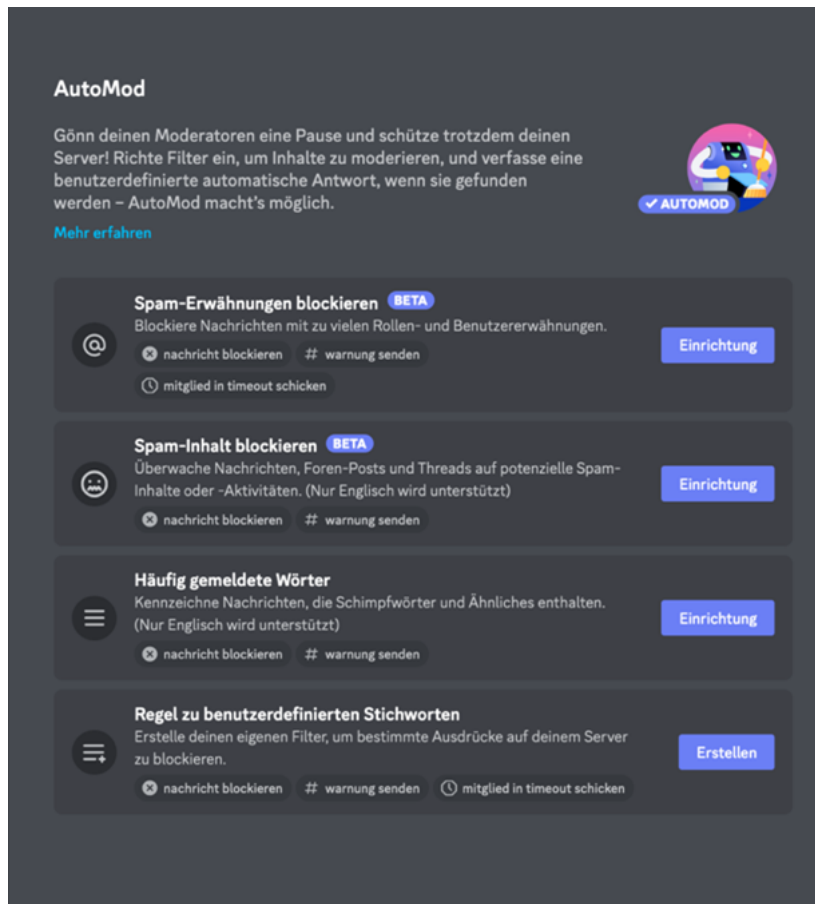 AutoMod
Gönn deinen Moderatoren eine Pause und schütze trotzdem deinen
Server! Richte Filter ein, um Inhalte zu moderieren, und verfasse eine
benutzerdefinierte automatische Antwort, wenn sie gefunden
werden – AutoMod macht's möglich.
AUTOMOD
Mehr erfahren
Spam-Erwähnungen blockieren BETA
Blockiere Nachrichten mit zu vielen Rollen- und Benutzererwähnungen.
@
Einrichtung
nachricht blockieren # warnung senden
mitglied in timeout schicken
Spam-Inhalt blockieren BETA
Überwache Nachrichten, Foren-Posts und Threads auf potenzielle Spam-
Inhalte oder -Aktivitäten. (Nur Englisch wird unterstützt)
Einrichtung
nachricht blockieren # warnung senden
Häufig gemeldete Wörter
Kennzeichne Nachrichten, die Schimpfwörter und Ähnliches enthalten.
(Nur Englisch wird unterstützt)
Einrichtung
nachricht blockieren # warnung senden
Regel zu benutzerdefinierten Stichworten
Erstelle deinen eigenen Filter, um bestimmte Ausdrücke auf deinem Server
zu blockieren.
Erstellen
nachricht blockieren # warnung senden mitglied in timeout schicken